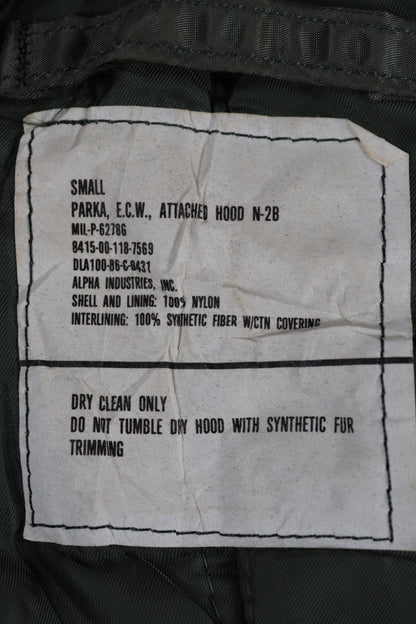 SMALL
PARKA, E.C.W., ATTACHED HOOD N-2B
MIL-P-6278G
8415-00-118-7569
DLA100-86-C-0431
ALPHA INDUSTRIES, INC.
SHELL AND LINING: 100% NYLON
INTERLINING: 100% SYNTHETIC FIBER W/CTN COVERING
DRY CLEAN ONLY
DO NOT TUMBLE DRY HOOD WITH SYNTHETIC FUR
TRIMMING